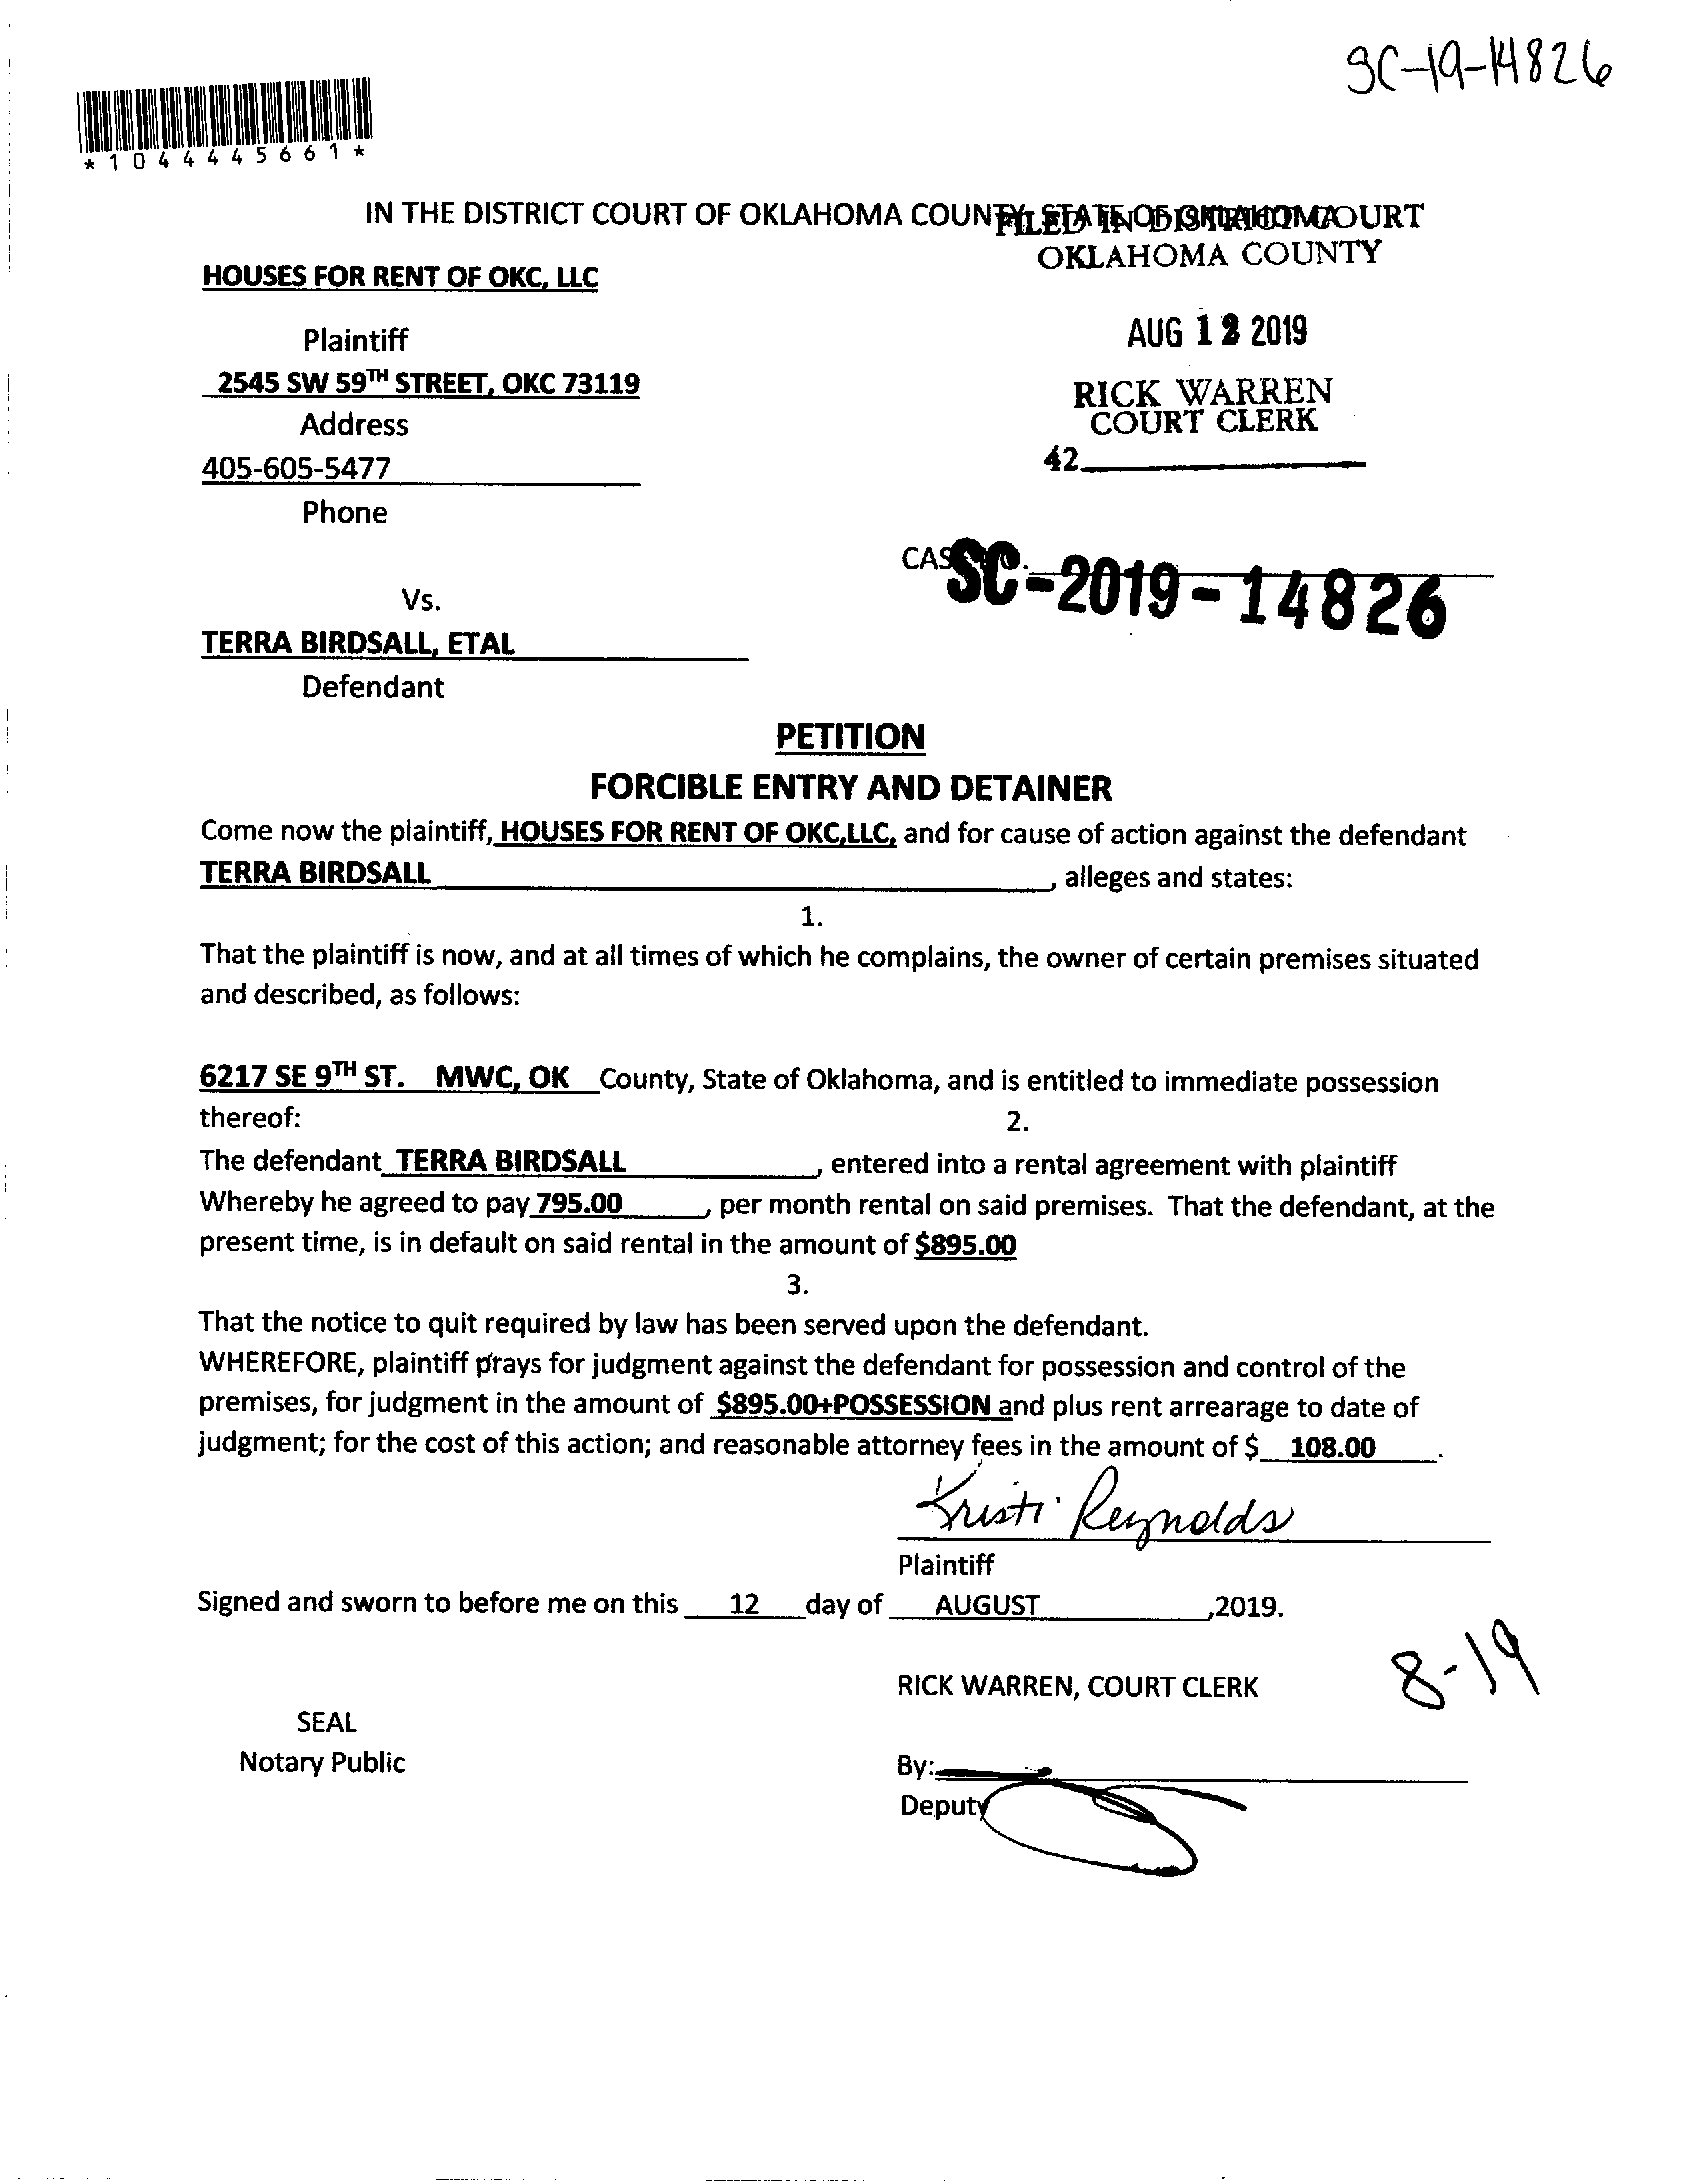 SC-19-14826
*1044445661*
IN THE DISTRICT COURT OF OKLAHOMA COUNTY, STATE OF OKLAHOMA
FILED IN DISTRICT COURT
OKLAHOMA COUNTY
HOUSES FOR RENT OF OKC, LLC
Plaintiff
AUG 12 2019
2545 SW 59TH STREET, OKC 73119
RICK WARREN
Address
COURT CLERK
405-605-5477
42
Phone
CASE NO.
SC-2019-14826
Vs.
TERRA BIRDSALL, ETAL
Defendant
PETITION
FORCIBLE ENTRY AND DETAINER
Come now the plaintiff, HOUSES FOR RENT OF OKC,LLC, and for cause of action against the defendant
TERRA BIRDSALL, alleges and states:
1.
That the plaintiff is now, and at all times of which he complains, the owner of certain premises situated
and described, as follows:
6217 SE 9TH ST. MWC, OK County, State of Oklahoma, and is entitled to immediate possession
thereof:
2.
The defendant TERRA BIRDSALL, entered into a rental agreement with plaintiff
Whereby he agreed to pay 795.00, per month rental on said premises. That the defendant, at the
present time, is in default on said rental in the amount of $895.00
3.
That the notice to quit required by law has been served upon the defendant.
WHEREFORE, plaintiff prays for judgment against the defendant for possession and control of the
premises, for judgment in the amount of $895.00+POSSESSION and plus rent arrearage to date of
judgment; for the cost of this action; and reasonable attorney fees in the amount of $ 108.00.
Kristi Reynolds
Plaintiff
Signed and sworn to before me on this 12 day of AUGUST,2019.
8-19
RICK WARREN, COURT CLERK
SEAL
Notary Public
By:
Deputy